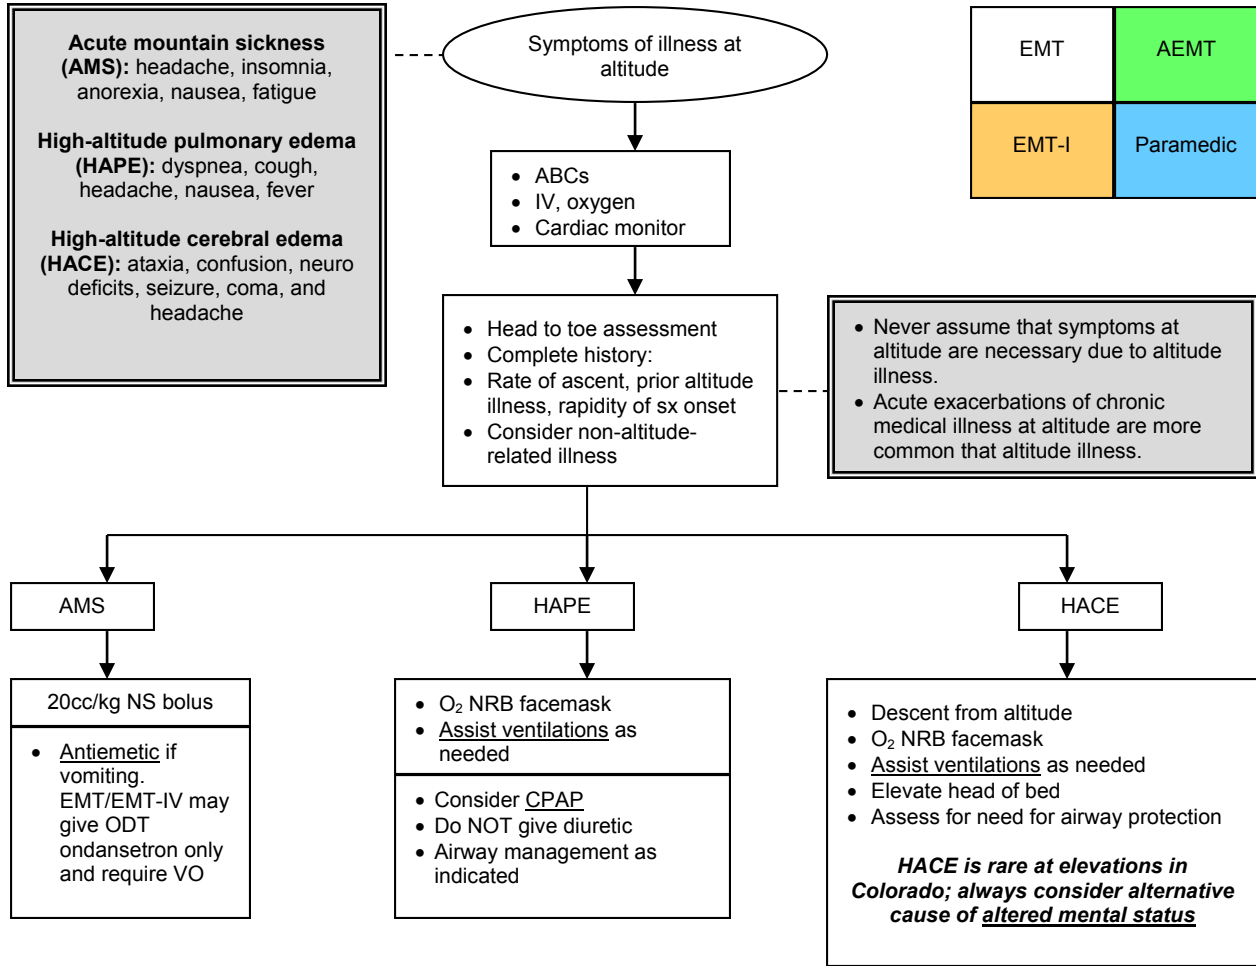 Acute mountain sickness
(AMS): headache, insomnia,
anorexia, nausea, fatigue
High-altitude pulmonary edema
(HAPE): dyspnea, cough,
headache, nausea, fever
High-altitude cerebral edema
(HACE): ataxia, confusion, neuro
deficits, seizure, coma, and
headache
Symptoms of illness at
altitude
EMT
AEMT
EMT-I
Paramedic
• ABCs
• IV, oxygen
• Cardiac monitor
• Head to toe assessment
• Complete history:
• Rate of ascent, prior altitude
illness, rapidity of sx onset
• Consider non-altitude-
related illness
• Never assume that symptoms at
altitude are necessary due to altitude
illness.
• Acute exacerbations of chronic
medical illness at altitude are more
common that altitude illness.
AMS
HAPE
HACE
20cc/kg NS bolus
• Antiemetic if
vomiting.
EMT/EMT-IV may
give ODT
ondansetron only
and require VO
• O₂ NRB facemask
• Assist ventilations as
needed
• Consider CPAP
• Do NOT give diuretic
• Airway management as
indicated
• Descent from altitude
• O₂ NRB facemask
• Assist ventilations as needed
• Elevate head of bed
• Assess for need for airway protection
HACE is rare at elevations in
Colorado; always consider alternative
cause of altered mental status